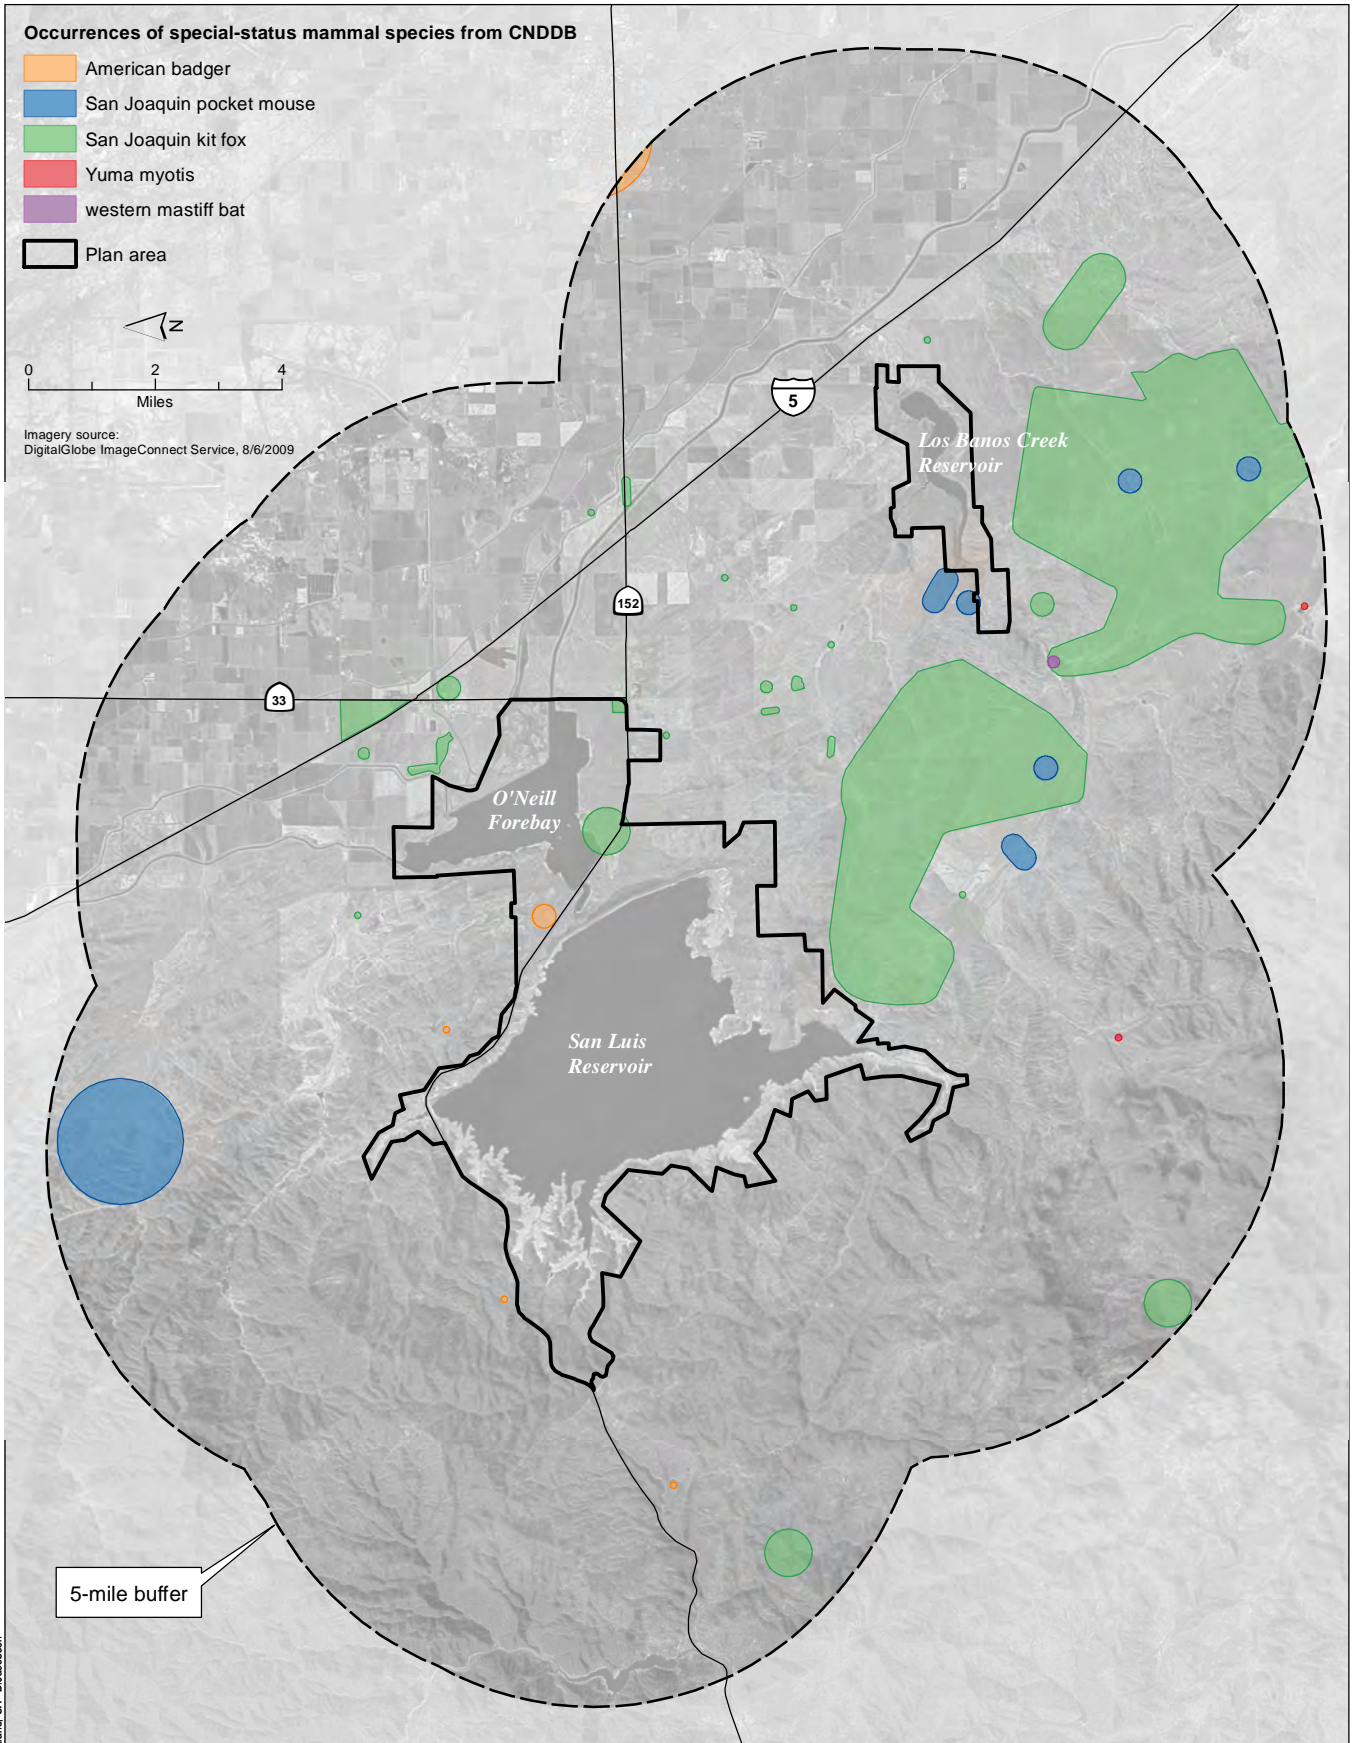 Occurrences of special-status mammal species from CNDDB
American badger
San Joaquin pocket mouse
San Joaquin kit fox
Yuma myotis
western mastiff bat
Plan area
N
0 2 4
Miles
Imagery source:
DigitalGlobe ImageConnect Service, 8/6/2009
5
Los Banos Creek
Reservoir
152
33
O'Neill
Forebay
San Luis
Reservoir
5-mile buffer